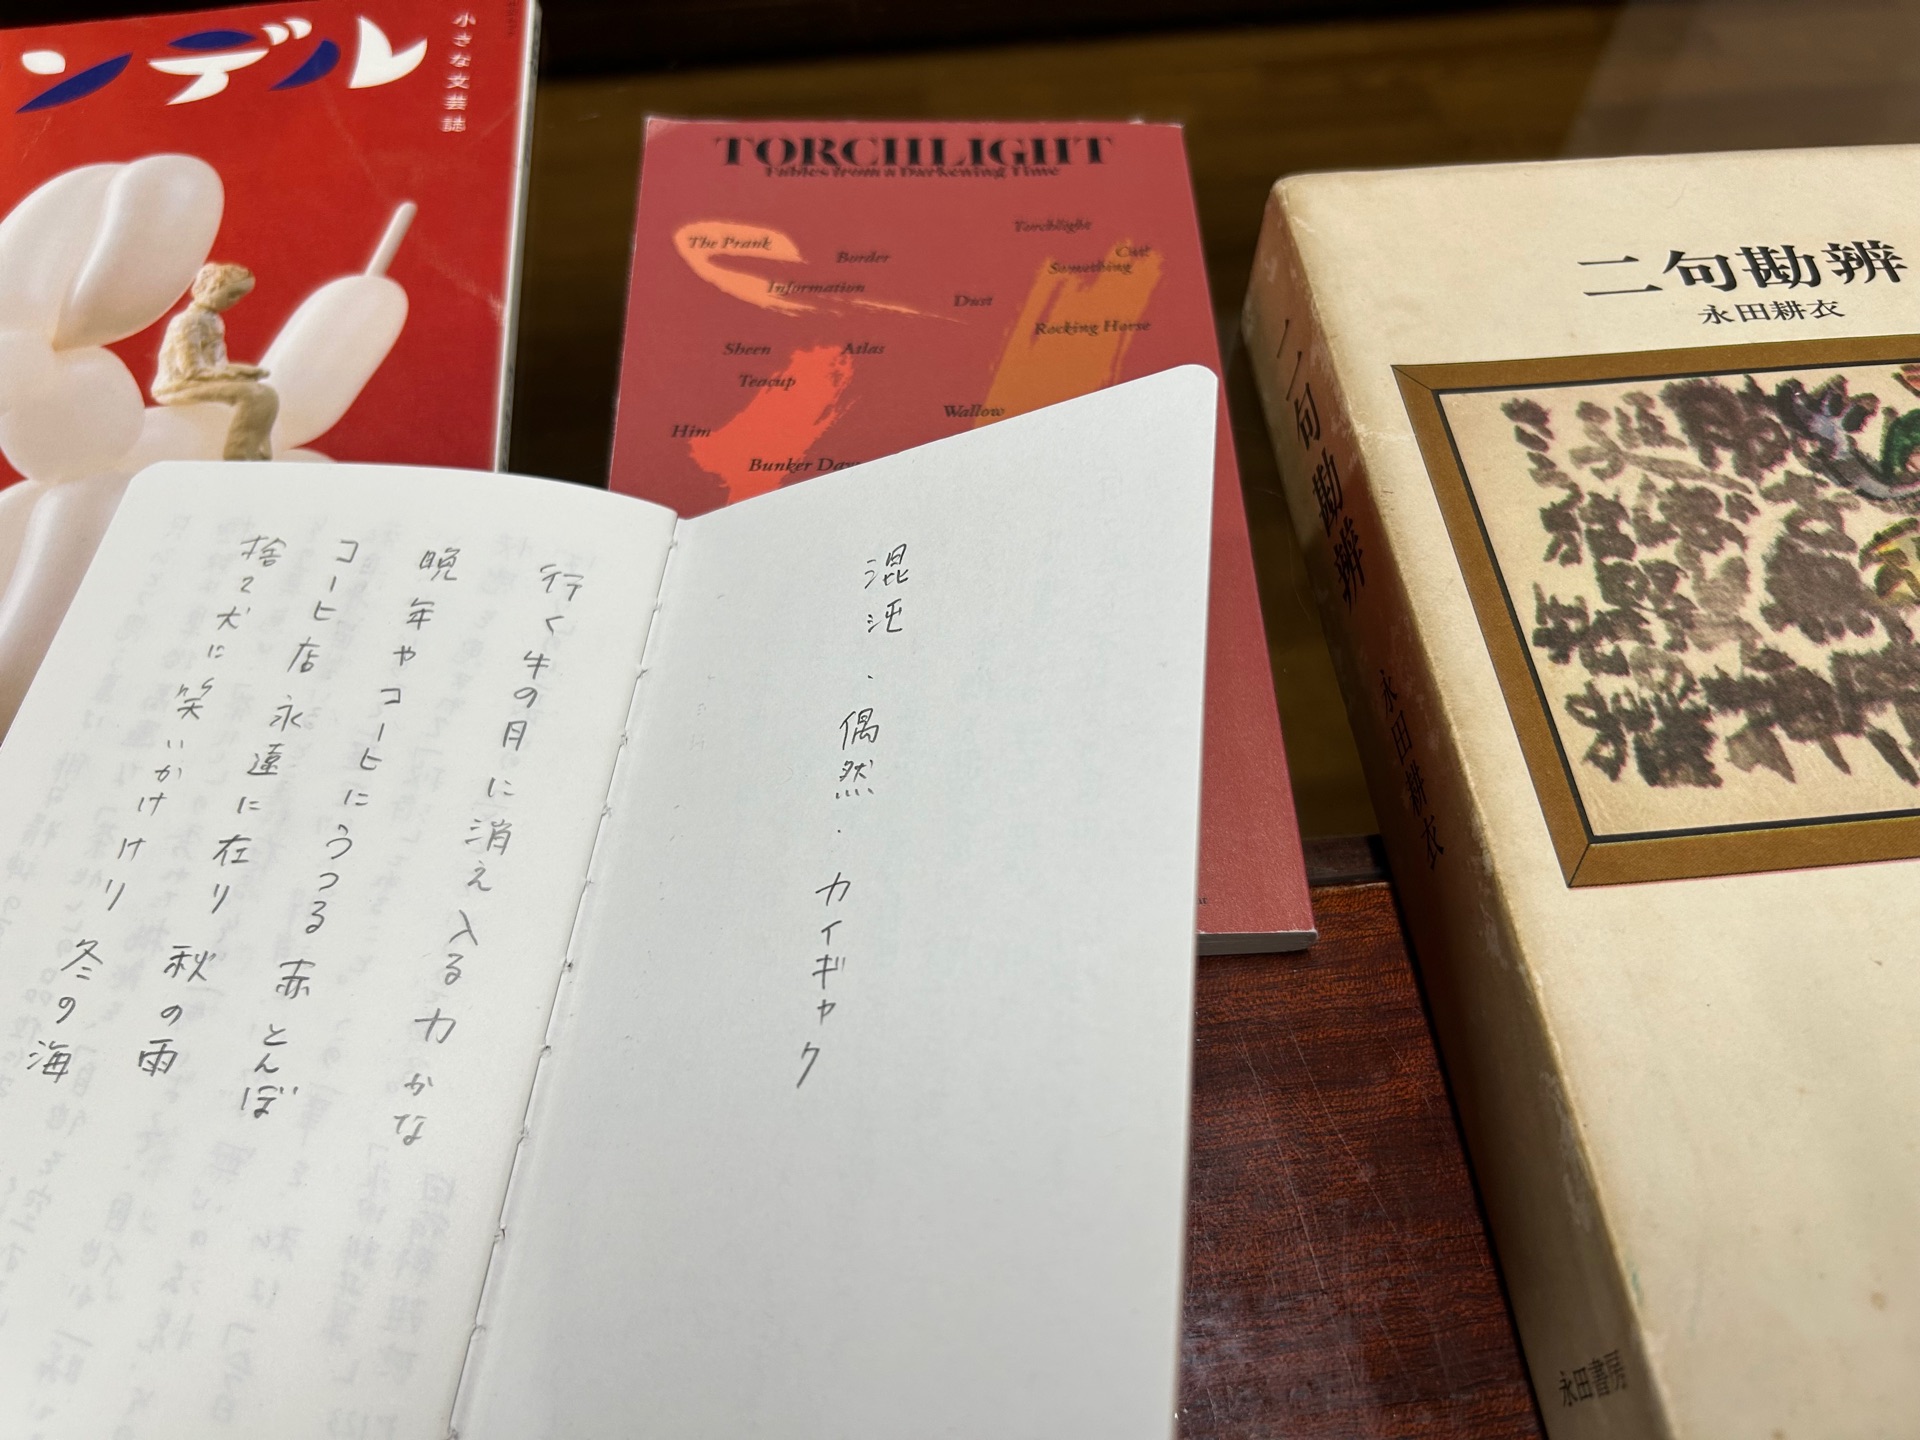 ンデル
小さな文芸誌
TORCHLIGHT
Fables from a Darkening Time
The Prank
Torchlight
Border
Cut
Something
Information
Dust
Rocking Horse
Sheen
Atlas
Teacup
Wallow
Him
Bunker
二句勘辨
永田耕衣
二句勘辨
永田耕衣
永田書房
混沌・偶然・カイギャク
行く牛の月に消え入る力かな
晩年やコーヒにうつる赤とんぼ
コーヒ店永遠に在り秋の雨
捨て犬に笑いかけけり冬の海